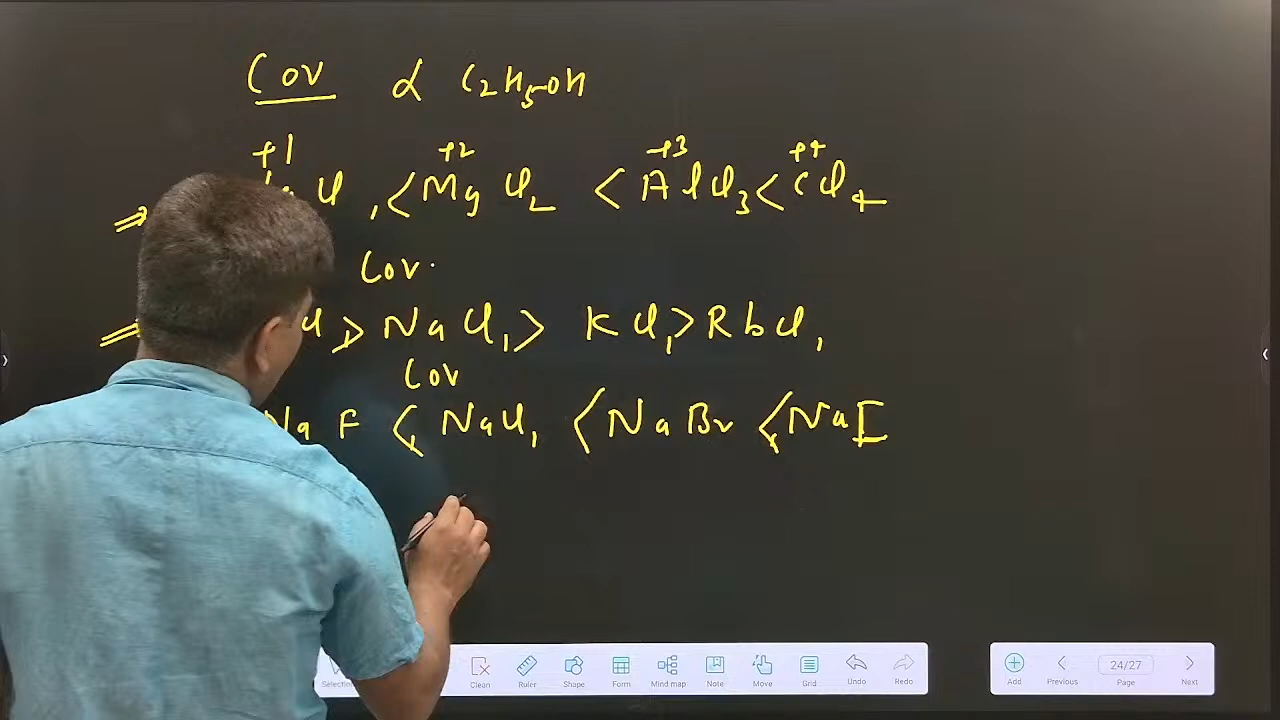 Cov α C₂H₅OH
+1 +2 +3 +4
Cl, < MgCl₂ < AlCl₃ < CCl₄
Cov.
> NaCl, > KCl, > RbCl,
Cov
NaF < NaCl, < NaBr < NaI
Clean Ruler Shape Form Mind map Note Move Grid Undo Redo
Add Previous 24/27 Next
Page